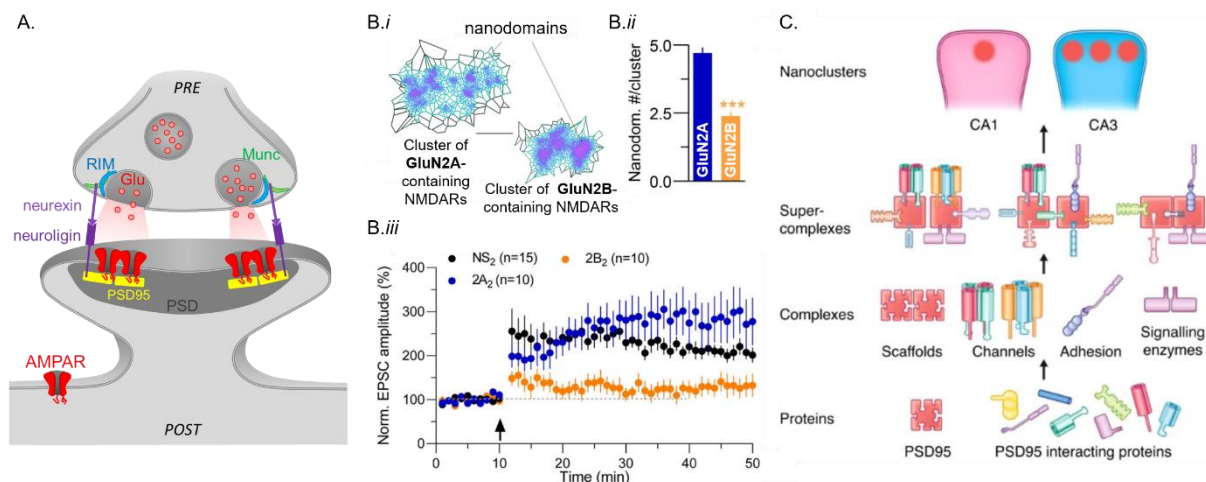 A.
PRE
RIM
Munc
Glu
neurexin
neuroligin
PSD95
PSD
AMPAR
POST
B.i
nanodomains
Cluster of
GluN2A-
containing
NMDARs
Cluster of GluN2B-
containing NMDARs
B.ii
Nanodom. #/cluster
5.0
2.5
0.0
GluN2A
GluN2B
***
B.iii
NS2 (n=15)
2B2 (n=10)
2A2 (n=10)
Norm. EPSC amplitude (%)
400
300
200
100
0
0
10
20
30
40
50
Time (min)
C.
Nanoclusters
CA1
CA3
Super-
complexes
Complexes
Scaffolds
Channels
Adhesion
Signalling
enzymes
Proteins
PSD95
PSD95 interacting proteins